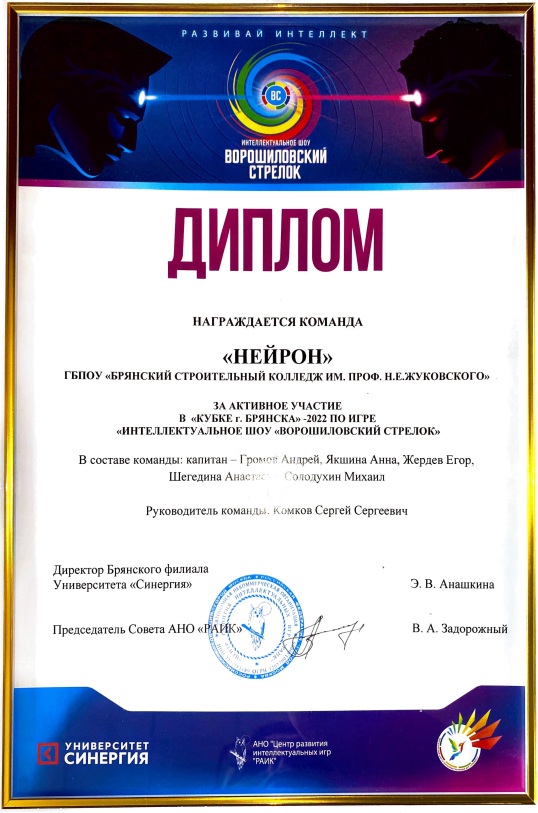 РАЗВИВАЙ ИНТЕЛЛЕКТ
ВС
ИНТЕЛЛЕКТУАЛЬНОЕ ШОУ
ВОРОШИЛОВСКИЙ
СТРЕЛОК
ДИПЛОМ
НАГРАЖДАЕТСЯ КОМАНДА
«НЕЙРОН»
ГБПОУ «БРЯНСКИЙ СТРОИТЕЛЬНЫЙ КОЛЛЕДЖ ИМ. ПРОФ. Н.Е.ЖУКОВСКОГО»
ЗА АКТИВНОЕ УЧАСТИЕ
В «КУБКЕ г. БРЯНСКА» -2022 ПО ИГРЕ
«ИНТЕЛЛЕКТУАЛЬНОЕ ШОУ «ВОРОШИЛОВСКИЙ СТРЕЛОК»
В составе команды: капитан – Громов Андрей, Якшина Анна, Жердев Егор,
Шегедина Солодухин Михаил
Руководитель команды: Комков Сергей Сергеевич
Директор Брянского филиала
Университета «Синергия» Э. В. Анашкина
Председатель Совета АНО «РАИК» В. А. Задорожный
УНИВЕРСИТЕТ
СИНЕРГИЯ
АНО "Центр развития
интеллектуальных игр
"РАИК"